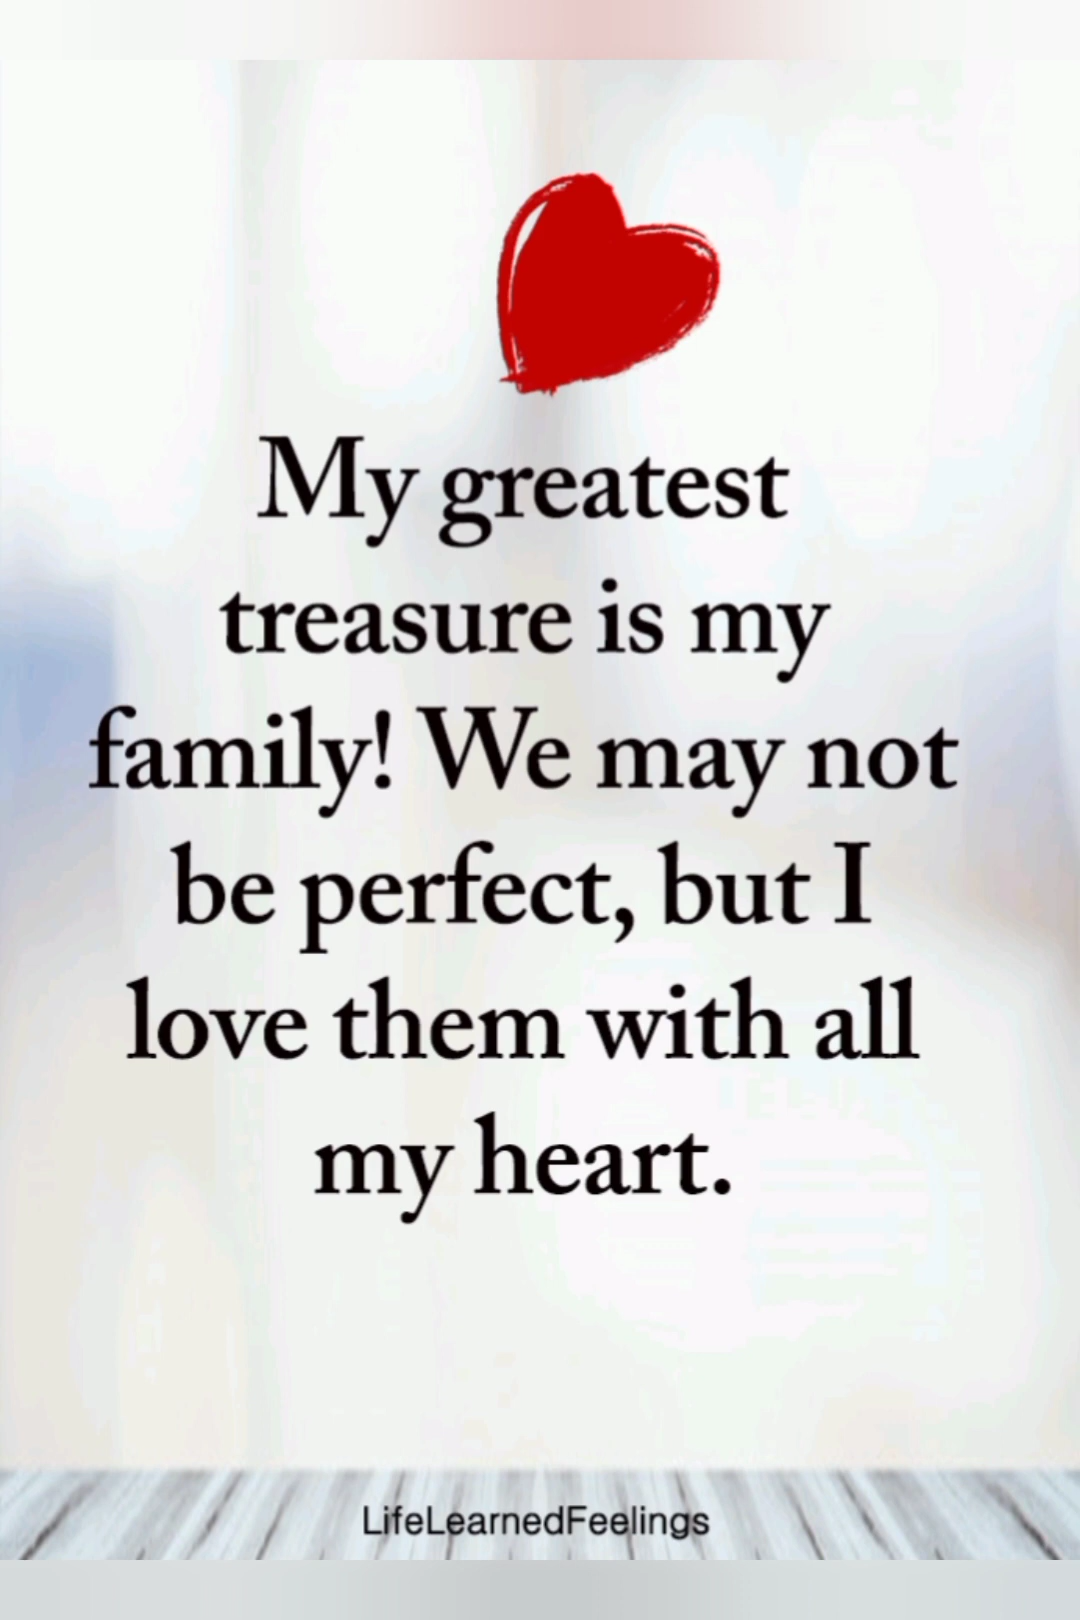 My greatest
treasure is my
family! We may not
be perfect, but I
love them with all
my heart.
LifeLearnedFeelings